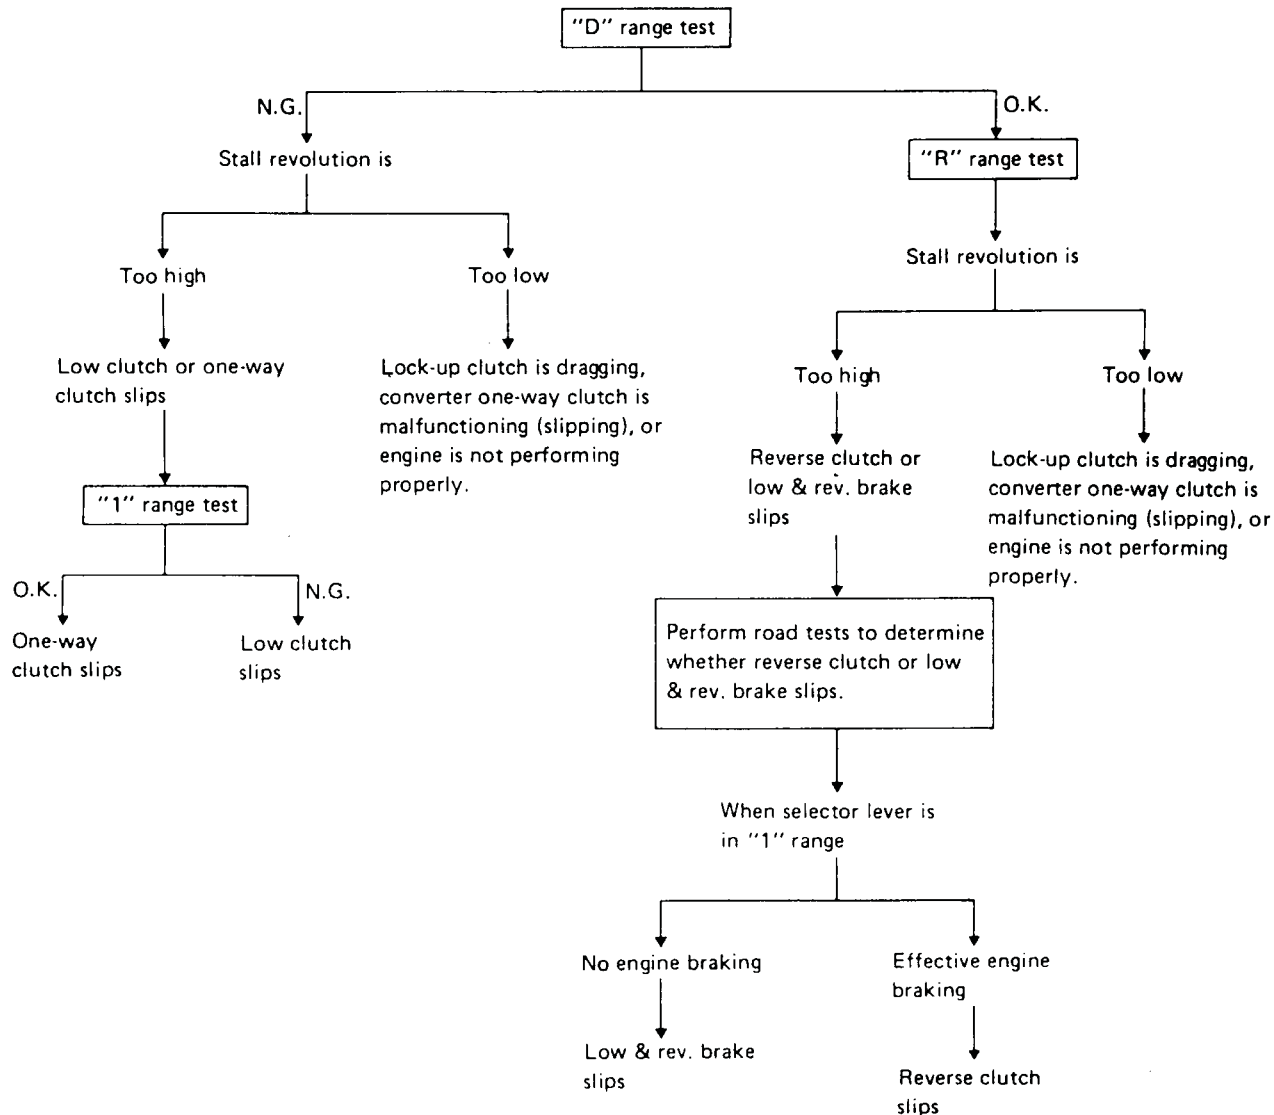 "D" range test
N.G.
O.K.
Stall revolution is
"R" range test
Too high
Too low
Stall revolution is
Low clutch or one-way
clutch slips
Lock-up clutch is dragging,
converter one-way clutch is
malfunctioning (slipping), or
engine is not performing
properly.
Too high
Too low
"1" range test
Reverse clutch or
low & rev. brake
slips
Lock-up clutch is dragging,
converter one-way clutch is
malfunctioning (slipping), or
engine is not performing
properly.
O.K.
N.G.
One-way
clutch slips
Low clutch
slips
Perform road tests to determine
whether reverse clutch or low
& rev. brake slips.
When selector lever is
in "1" range
No engine braking
Effective engine
braking
Low & rev. brake
slips
Reverse clutch
slips